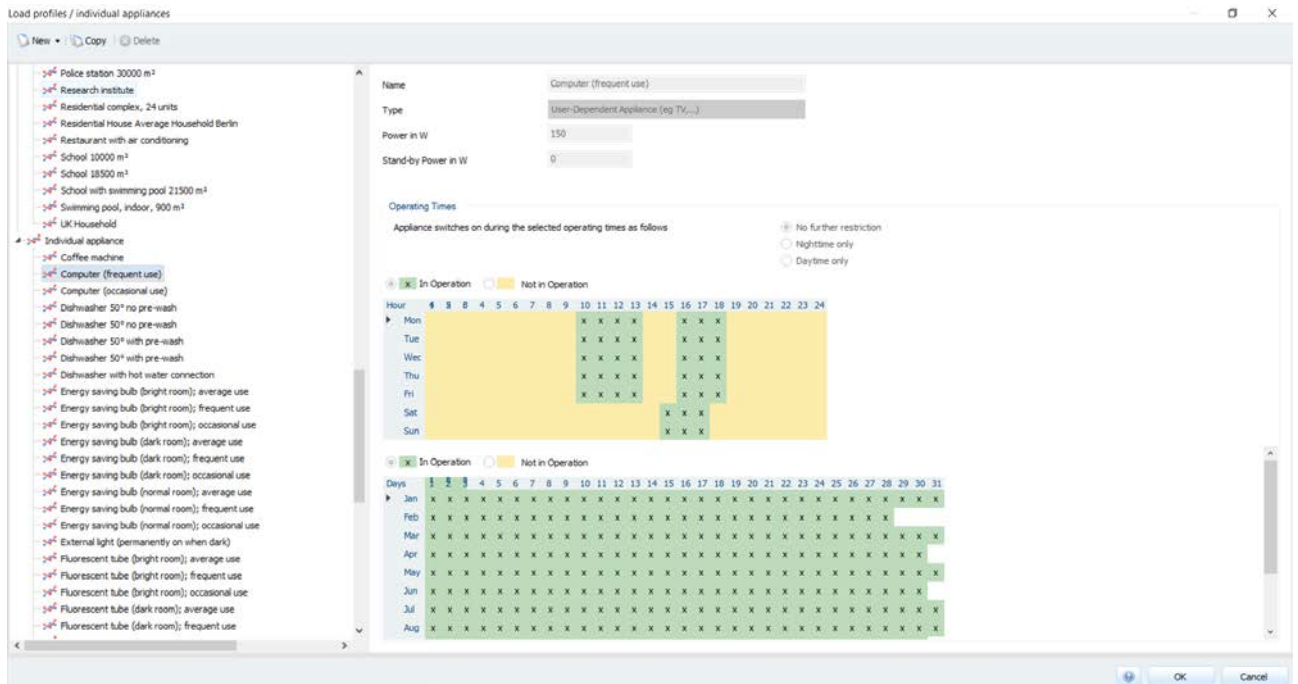 Load profiles / individual appliances
New Copy Delete
Police station 30000 m²
Research institute
Residential complex, 24 units
Residential House Average Household Berlin
Restaurant with air conditioning
School 10000 m²
School 18500 m²
School with swimming pool 21500 m²
Swimming pool, indoor, 900 m²
UK Household
Individual appliance
Coffee machine
Computer (frequent use)
Computer (occasional use)
Dishwasher 50° no pre-wash
Dishwasher 50° no pre-wash
Dishwasher 50° with pre-wash
Dishwasher 50° with pre-wash
Dishwasher with hot water connection
Energy saving bulb (bright room); average use
Energy saving bulb (bright room); frequent use
Energy saving bulb (bright room); occasional use
Energy saving bulb (dark room); average use
Energy saving bulb (dark room); frequent use
Energy saving bulb (dark room); occasional use
Energy saving bulb (normal room); average use
Energy saving bulb (normal room); frequent use
Energy saving bulb (normal room); occasional use
External light (permanently on when dark)
Fluorescent tube (bright room); average use
Fluorescent tube (bright room); frequent use
Fluorescent tube (bright room); occasional use
Fluorescent tube (dark room); average use
Fluorescent tube (dark room); frequent use
Name Computer (frequent use)
Type User-Dependent Appliance (eg TV,...)
Power in W 150
Stand-by Power in W 0
Operating Times
Appliance switches on during the selected operating times as follows
No further restriction
Nighttime only
Daytime only
x In Operation Not in Operation
Hour 4 5 6 7 8 9 10 11 12 13 14 15 16 17 18 19 20 21 22 23 24
Mon x x x x x x x
Tue x x x x x x x
Wec x x x x x x x
Thu x x x x x x x
Fri x x x x x x x
Sat x x x
Sun x x x
x In Operation Not in Operation
Days 1 2 3 4 5 6 7 8 9 10 11 12 13 14 15 16 17 18 19 20 21 22 23 24 25 26 27 28 29 30 31
Jan x x x x x x x x x x x x x x x x x x x x x x x x x x x x x x x
Feb x x x x x x x x x x x x x x x x x x x x x x x x x x x x
Mar x x x x x x x x x x x x x x x x x x x x x x x x x x x x x x x
Apr x x x x x x x x x x x x x x x x x x x x x x x x x x x x x x
May x x x x x x x x x x x x x x x x x x x x x x x x x x x x x x x
Jun x x x x x x x x x x x x x x x x x x x x x x x x x x x x x x
Jul x x x x x x x x x x x x x x x x x x x x x x x x x x x x x x x
Aug x x x x x x x x x x x x x x x x x x x x x x x x x x x x x x x
OK Cancel